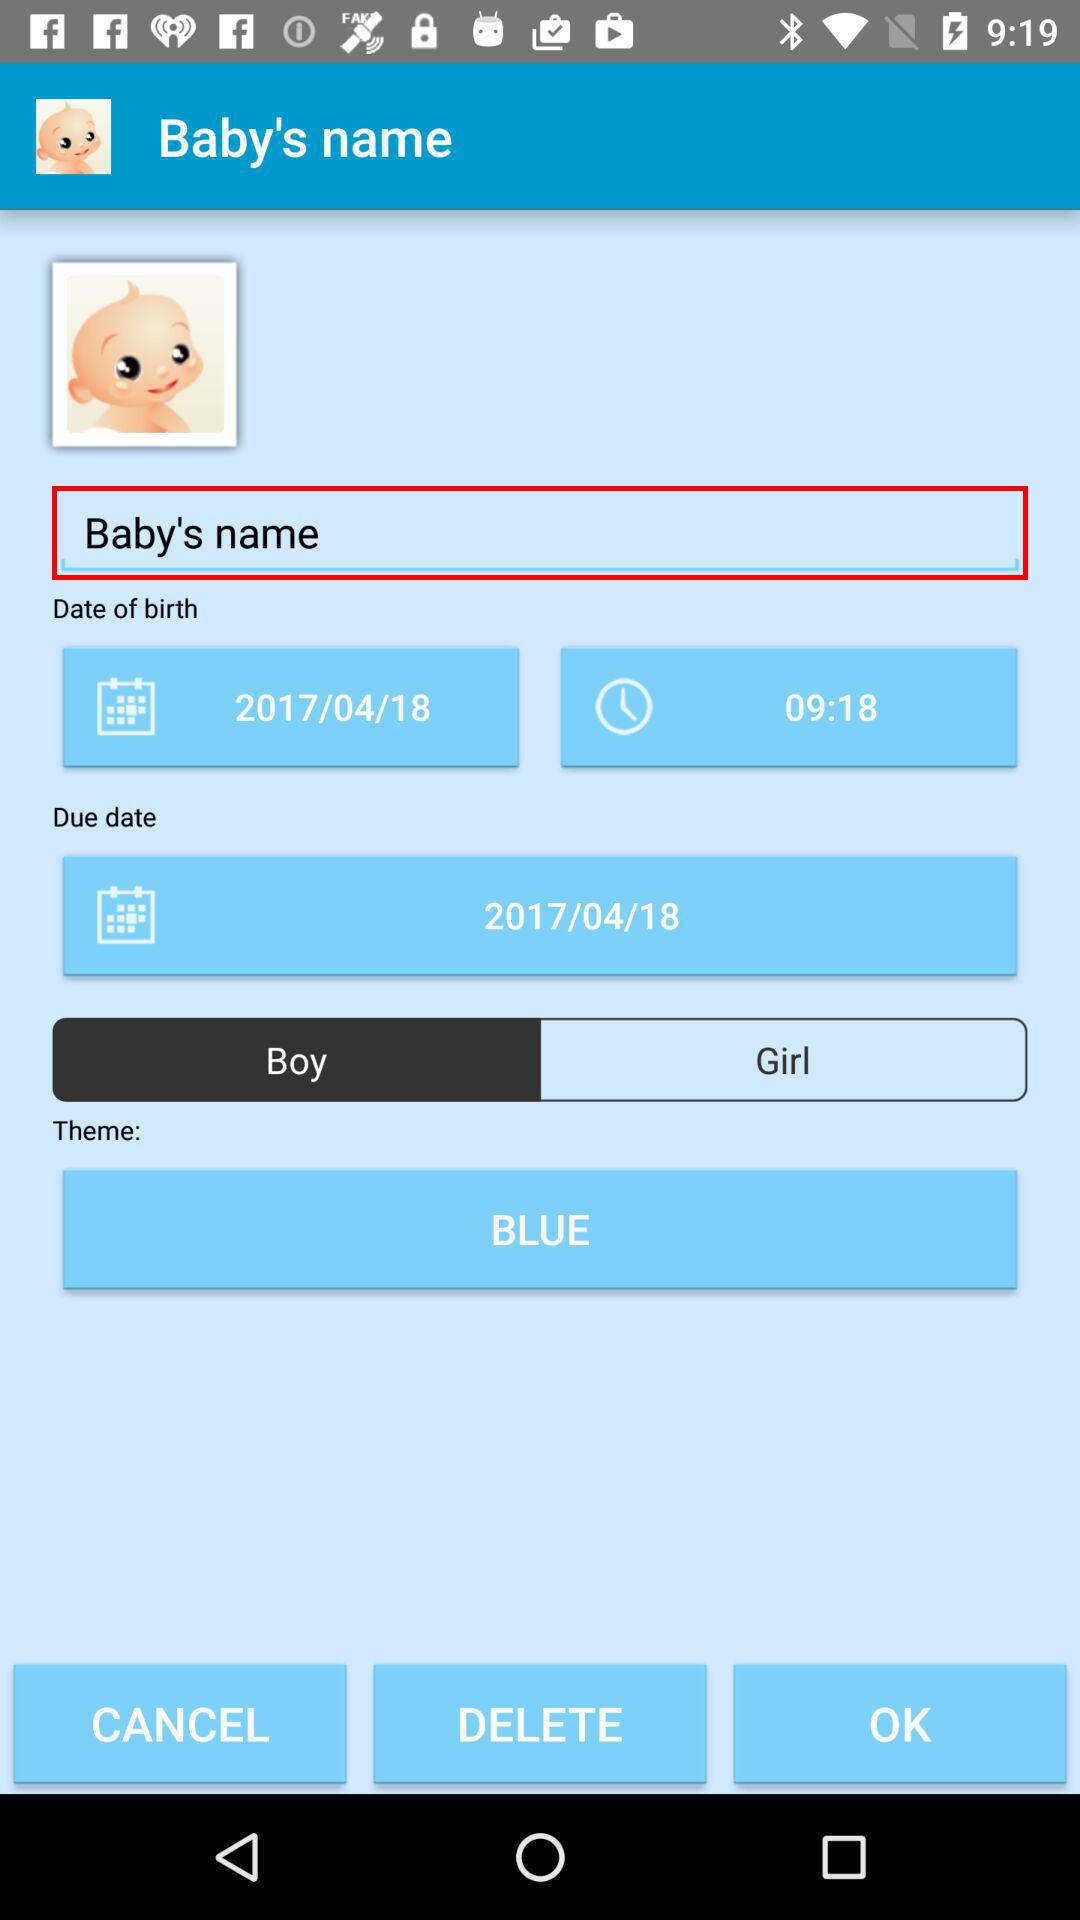 FAKE
9:19
Baby's name
Baby's name
Date of birth
2017/04/18
09:18
Due date
2017/04/18
Boy
Girl
Theme:
BLUE
CANCEL
DELETE
OK